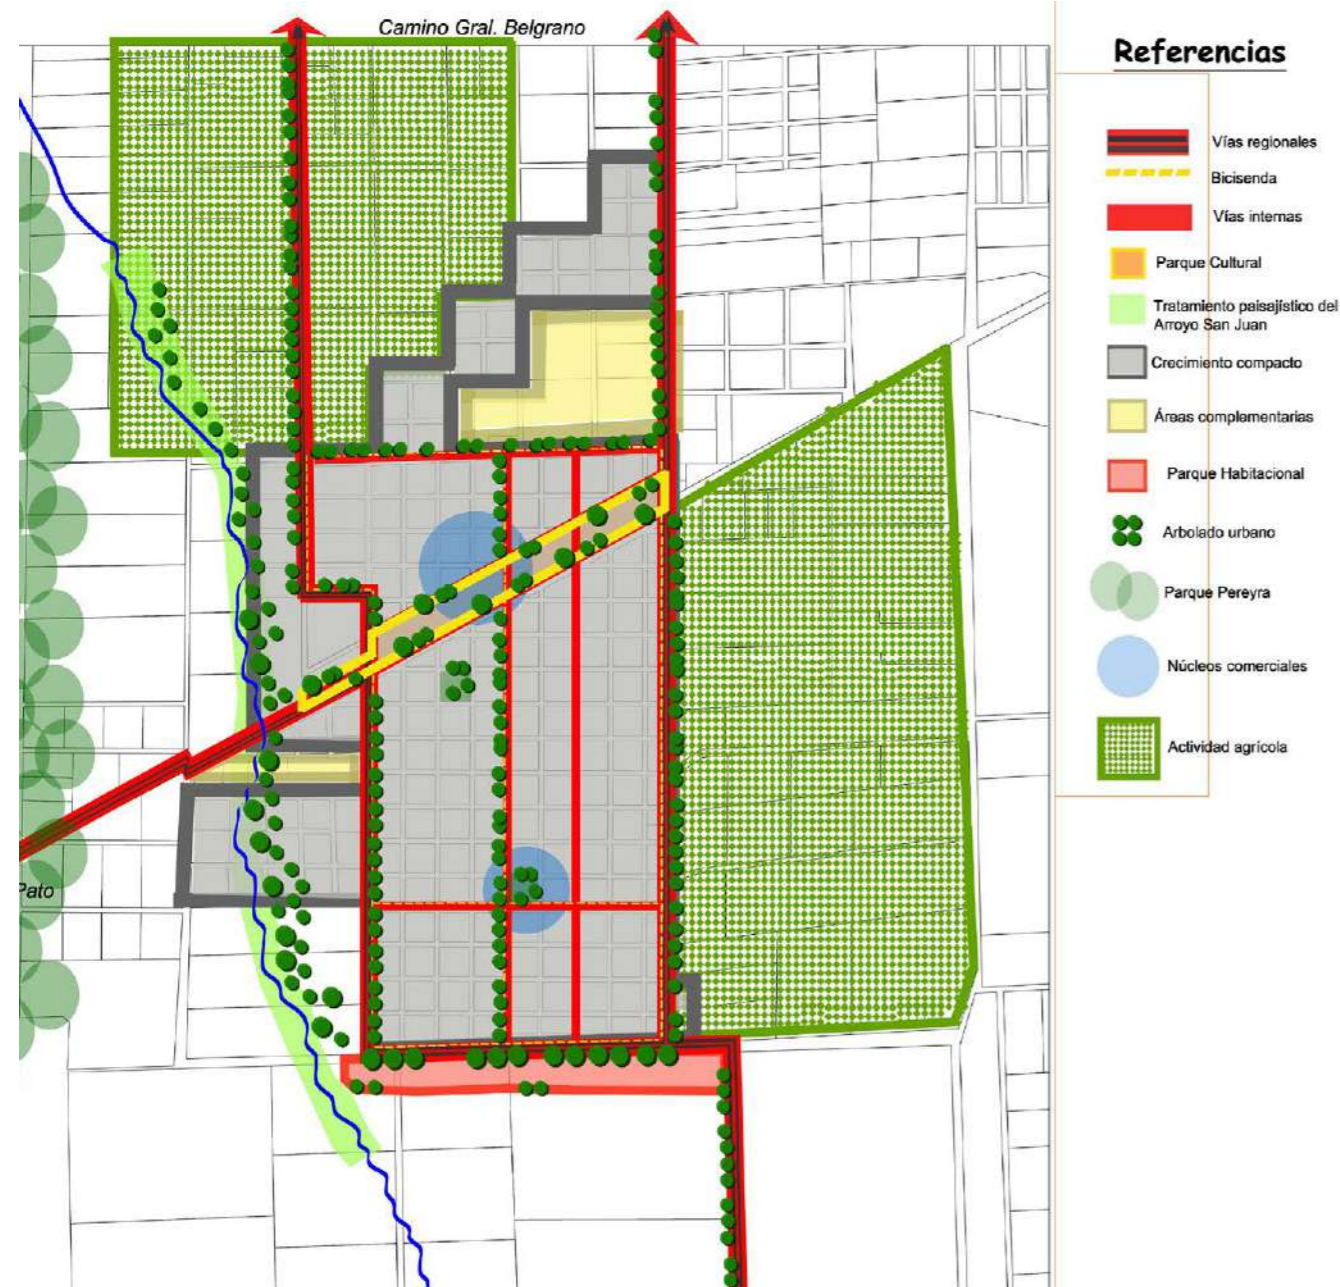 Camino Gral. Belgrano
Referencias
Vías regionales
Bicisenda
Vías internas
Parque Cultural
Tratamiento paisajístico del
Arroyo San Juan
Crecimiento compacto
Áreas complementarias
Parque Habitacional
Arbolado urbano
Parque Pereyra
Núcleos comerciales
Actividad agrícola
Pato